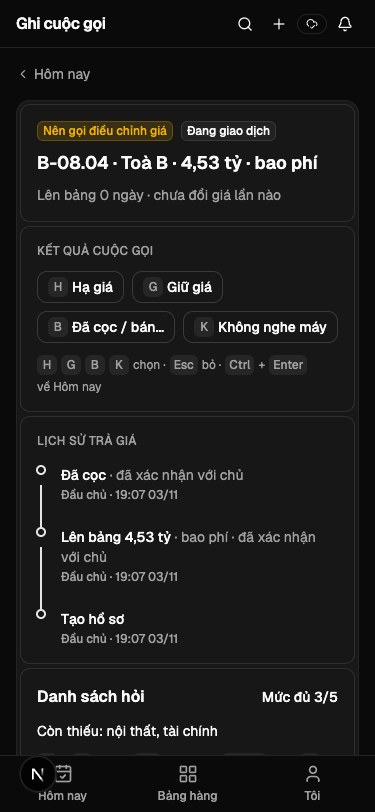 Ghi cuộc gọi
Hôm nay
Nên gọi điều chỉnh giá Đang giao dịch
B-08.04 · Toà B · 4,53 tỷ · bao phí
Lên bảng 0 ngày · chưa đổi giá lần nào
KẾT QUẢ CUỘC GỌI
H Hạ giá G Giữ giá
B Đã cọc / bán... K Không nghe máy
H G B K chọn · Esc bỏ · Ctrl + Enter
về Hôm nay
LỊCH SỬ TRẢ GIÁ
Đã cọc · đã xác nhận với chủ
Đầu chủ · 19:07 03/11
Lên bảng 4,53 tỷ · bao phí · đã xác nhận
với chủ
Đầu chủ · 19:07 03/11
Tạo hồ sơ
Đầu chủ · 19:07 03/11
Danh sách hỏi Mức đủ 3/5
Còn thiếu: nội thất, tài chính
N
Hôm nay Bảng hàng Tôi